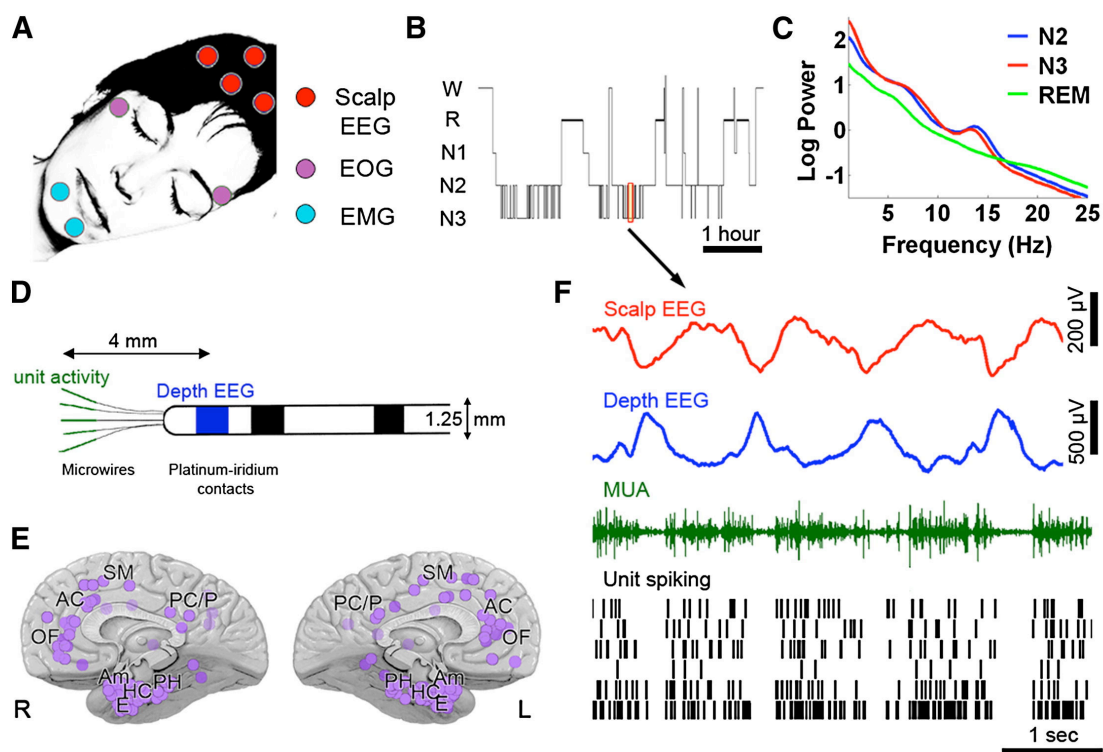 A
Scalp
EEG
EOG
EMG
B
W
R
N1
N2
N3
1 hour
C
2
1
0
-1
Log Power
5 10 15 20 25
Frequency (Hz)
N2
N3
REM
D
4 mm
unit activity
Depth EEG
1.25 mm
Microwires
Platinum-iridium
contacts
E
SM
AC
PC/P
OF
Am
HC
PH
E
R
SM
PC/P
AC
OF
PH
HC
Am
E
L
F
Scalp EEG
200 µV
Depth EEG
500 µV
MUA
Unit spiking
1 sec